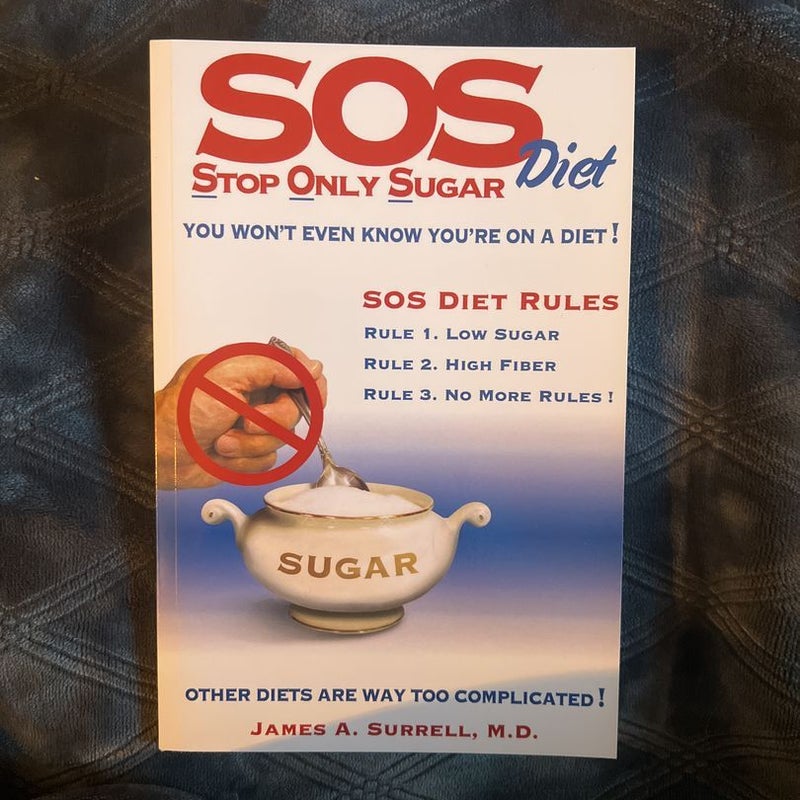 SOS
STOP ONLY SUGAR Diet
YOU WON'T EVEN KNOW YOU'RE ON A DIET!
SOS DIET RULES
RULE 1. LOW SUGAR
RULE 2. HIGH FIBER
RULE 3. NO MORE RULES!
SUGAR
OTHER DIETS ARE WAY TOO COMPLICATED!
JAMES A. SURRELL, M.D.